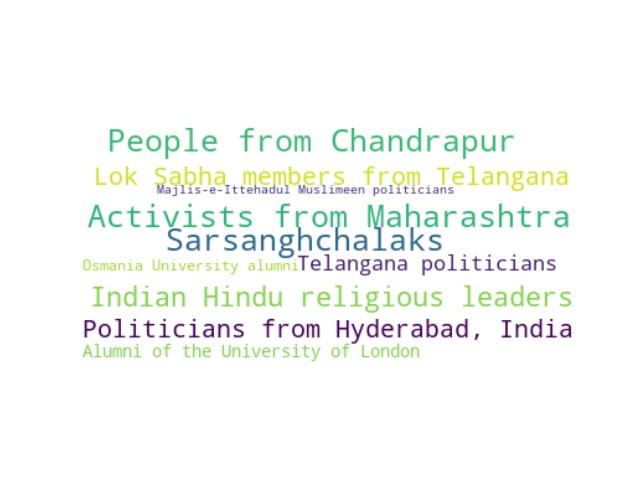 People from Chandrapur
Lok Sabha members from Telangana
Majlis-e-Ittehadul Muslimeen politicians
Activists from Maharashtra
Sarsanghchalaks
Osmania University alumni
Telangana politicians
Indian Hindu religious leaders
Politicians from Hyderabad, India
Alumni of the University of London